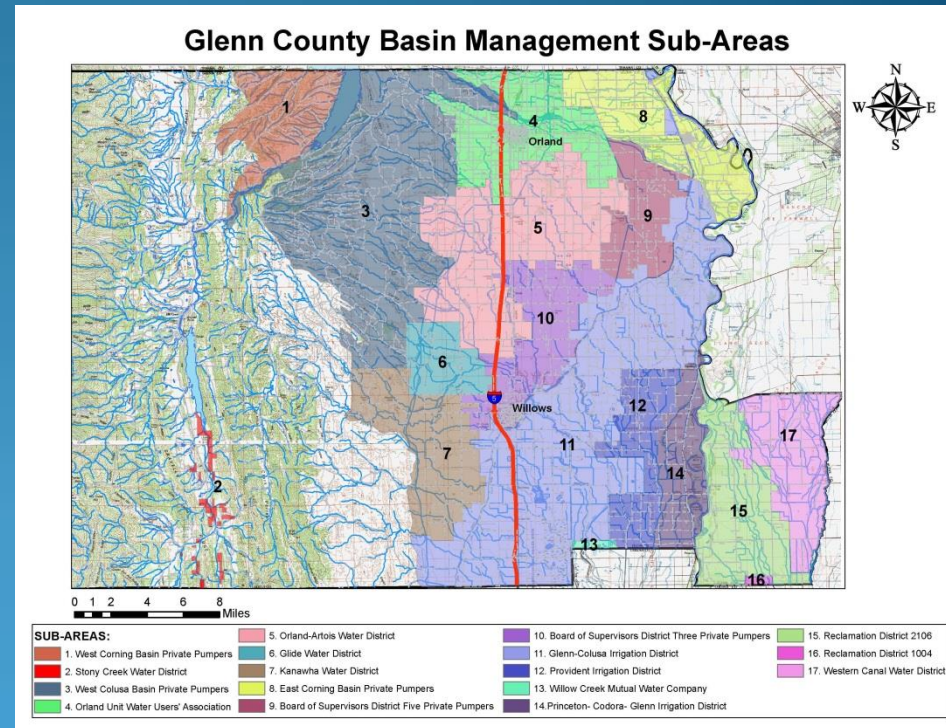 Glenn County Basin Management Sub-Areas
N
W E
S
1
4
Orland
8
3
5
9
10
6
5
Willows
12
11
17
7
14
2
15
13
16
0 1 2 4 6 8
Miles
SUB-AREAS:
1. West Corning Basin Private Pumpers
2. Stony Creek Water District
3. West Colusa Basin Private Pumpers
4. Orland Unit Water Users' Association
5. Orland-Artois Water District
6. Glide Water District
7. Kanawha Water District
8. East Corning Basin Private Pumpers
9. Board of Supervisors District Five Private Pumpers
10. Board of Supervisors District Three Private Pumpers
11. Glenn-Colusa Irrigation District
12. Provident Irrigation District
13. Willow Creek Mutual Water Company
14.Princeton- Codora- Glenn Irrigation District
15. Reclamation District 2106
16. Reclamation District 1004
17. Western Canal Water District